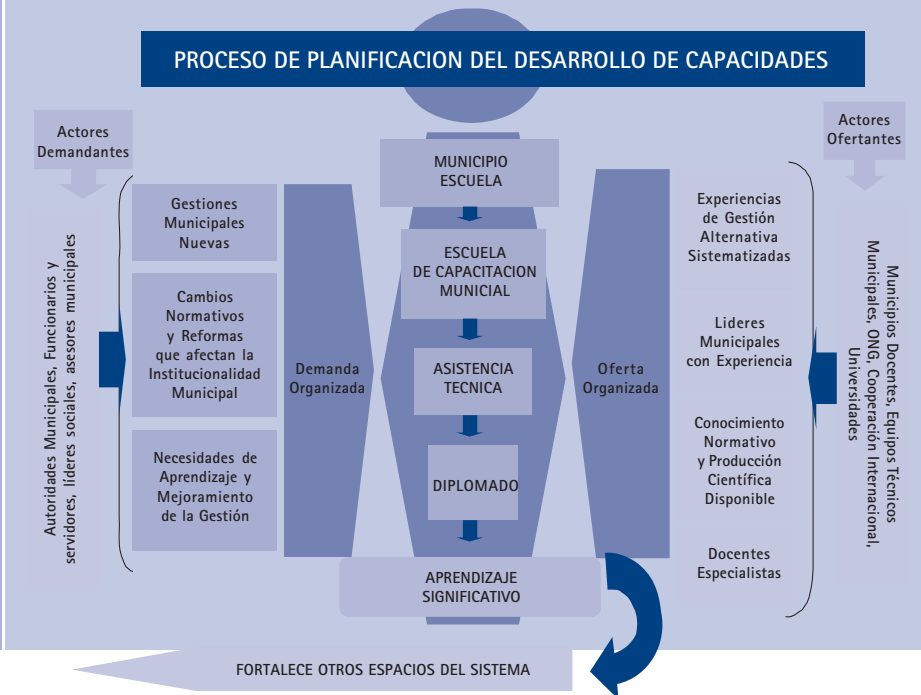 PROCESO DE PLANIFICACION DEL DESARROLLO DE CAPACIDADES
Actores
Demandantes
Autoridades Municipales, Funcionarios y
servidores, líderes sociales, asesores municipales
Gestiones
Municipales
Nuevas
Cambios
Normativos
y Reformas
que afectan la
Institucionalidad
Municipal
Necesidades de
Aprendizaje y
Mejoramiento
de la Gestión
Demanda
Organizada
MUNICIPIO
ESCUELA
ESCUELA
DE CAPACITACION
MUNICIAL
ASISTENCIA
TECNICA
DIPLOMADO
APRENDIZAJE
SIGNIFICATIVO
Oferta
Organizada
Experiencias
de Gestión
Alternativa
Sistematizadas
Lideres
Municipales
con Experiencia
Conocimiento
Normativo
y Producción
Científica
Disponible
Docentes
Especialistas
Actores
Ofertantes
Municipios Docentes, Equipos Técnicos
Municipales, ONG, Cooperación Internacional,
Universidades
FORTALECE OTROS ESPACIOS DEL SISTEMA